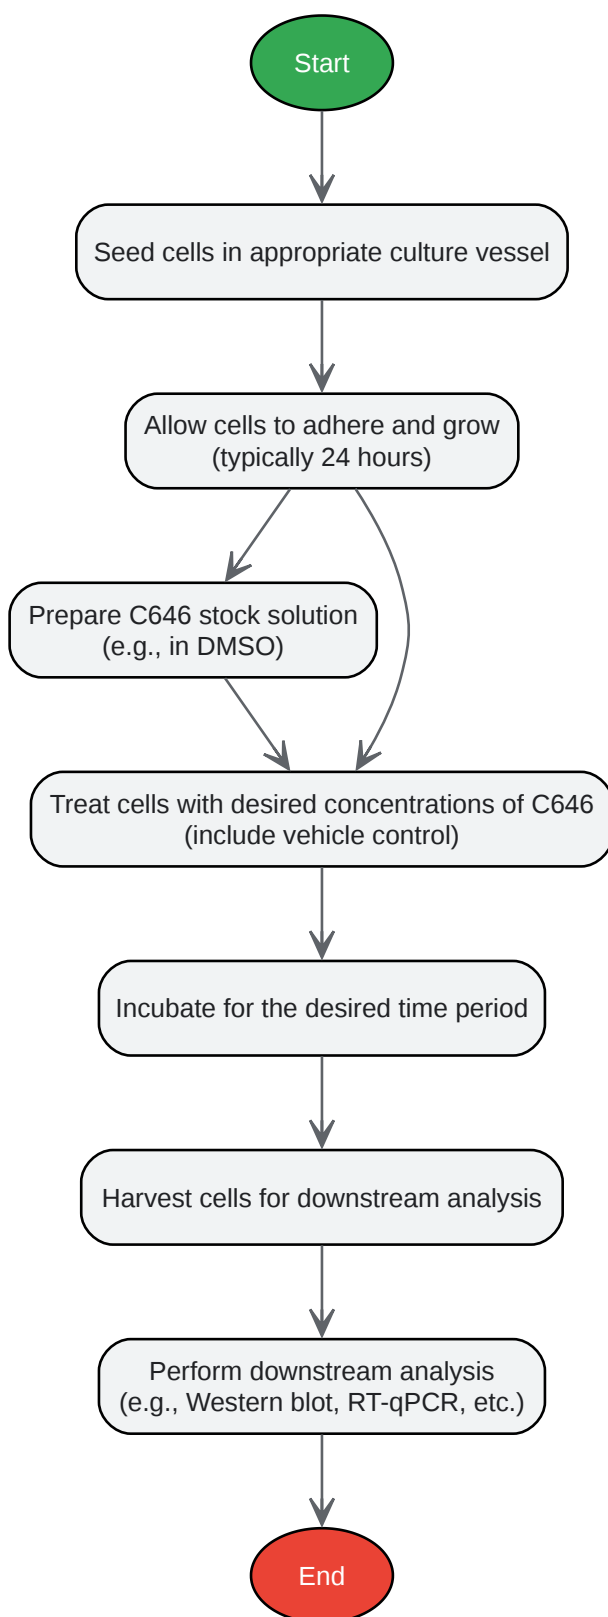 Start
Seed cells in appropriate culture vessel
Allow cells to adhere and grow
(typically 24 hours)
Prepare C646 stock solution
(e.g., in DMSO)
Treat cells with desired concentrations of C646
(include vehicle control)
Incubate for the desired time period
Harvest cells for downstream analysis
Perform downstream analysis
(e.g., Western blot, RT-qPCR, etc.)
End